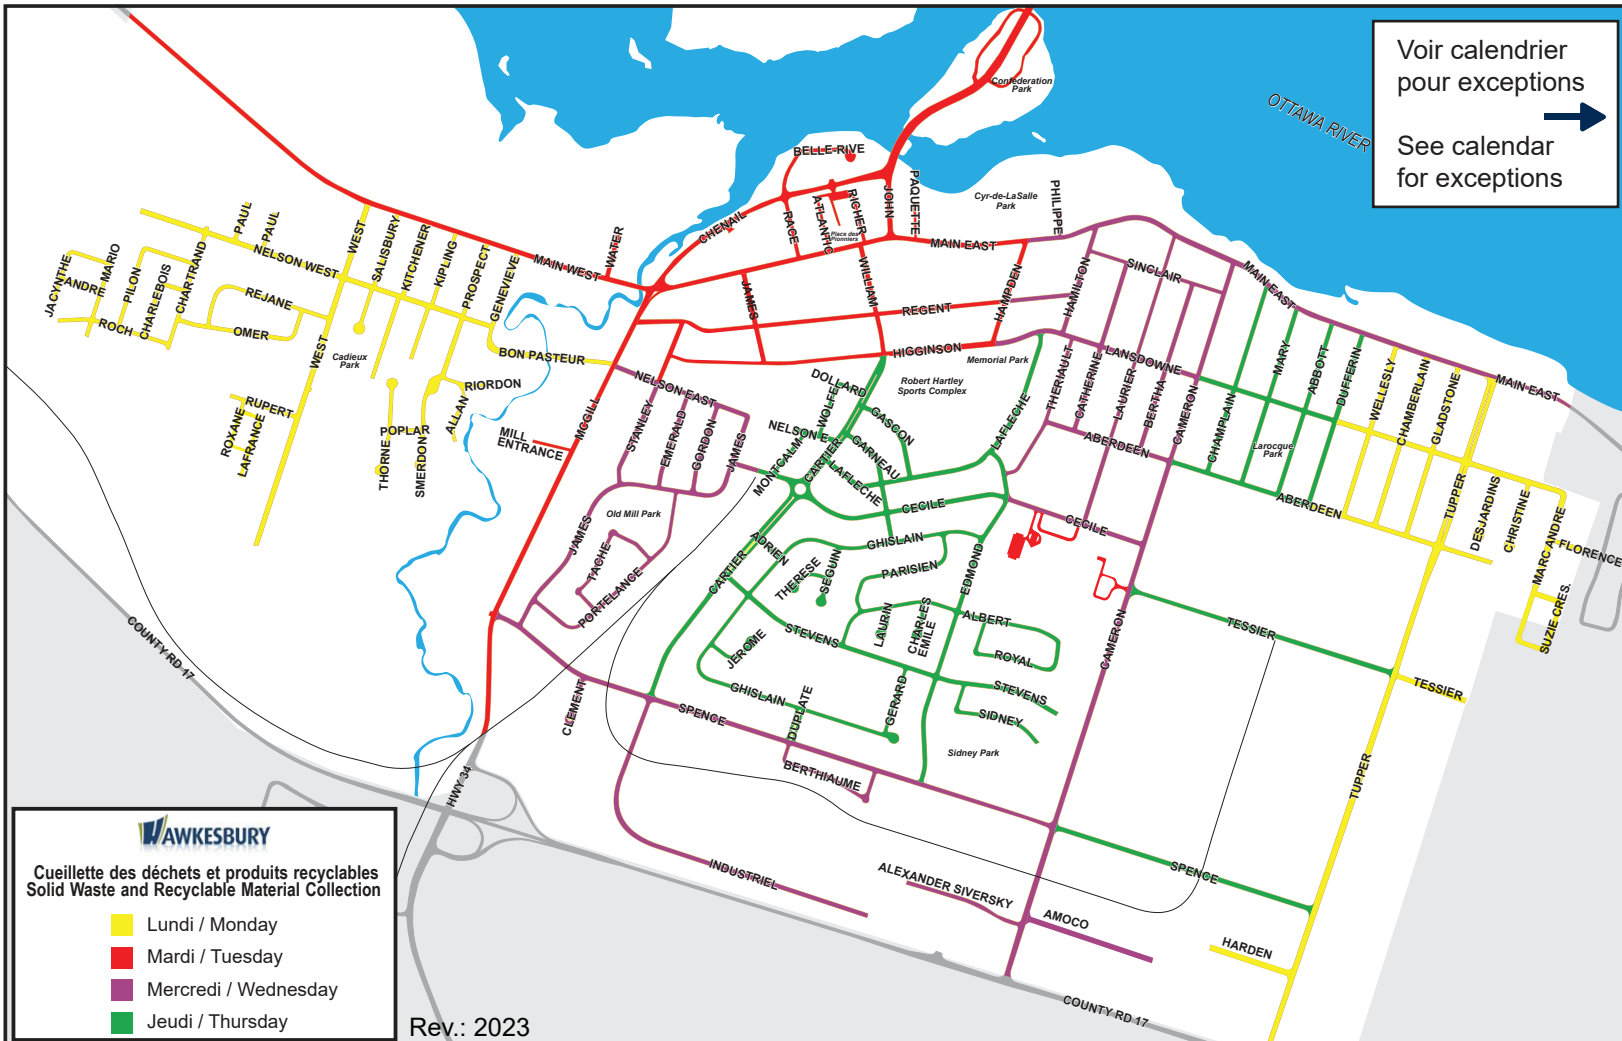 Voir calendrier
pour exceptions
See calendar
for exceptions
OTTAWA RIVER
Confederation
Park
BELLE-RIVE
PAQUETTE
JOHN
RICHER
ATLANTIC
RACE
CHENAIL
Place des
Pionniers
Cyr-de-LaSalle
Park
PHILIPPE
MAIN EAST
WATER
MAIN WEST
PAUL
PAUL
NELSON WEST
WEST
SALISBURY
KITCHENER
KIPLING
PROSPECT
GENEVIEVE
JACYNTHE
ANDRE
MARIO
PILON
CHARLEBOIS
CHARTRAND
ROCH
REJANE
OMER
WEST
Cadieux
Park
BON PASTEUR
RIORDON
ALLAN
RUPERT
ROXANE
LAFRANCE
POPLAR
THORNE
SMERDON
MILL
ENTRANCE
MCGILL
JAMES
WILLIAM
REGENT
HAMPDEN
HAMILTON
SINCLAIR
MAIN EAST
HIGGINSON
Memorial Park
LANSDOWNE
Robert Hartley
Sports Complex
NELSON EAST
STANLEY
EMERALD
GORDON
JAMES
DOLLARD
WOLFE
GASCON
NELSON E
GARNEAU
MONTCALM
CARTIER
LAFLECHE
LAFLECHE
THERIAULT
CATHERINE
LAURIER
BERTHA
CAMERON
CHAMPLAIN
MARY
ABBOTT
DUFFERIN
WELLESLY
CHAMBERLAIN
GLADSTONE
MAIN EAST
ABERDEEN
Larocque
Park
ABERDEEN
TUPPER
DESJARDINS
CHRISTINE
MARC ANDRE
FLORENCE
SUZIE CRES.
Old Mill Park
JAMES
TACHE
PORTELANCE
CECILE
CECILE
ADRIEN
CARTIER
GHISLAIN
THERESE
SEGUIN
PARISIEN
EDMOND
LAURIN
CHARLES
EMILE
ALBERT
ROYAL
STEVENS
JEROME
GHISLAIN
DUPLATE
GERARD
STEVENS
SIDNEY
Sidney Park
CAMERON
TESSIER
TESSIER
TUPPER
COUNTY RD 17
CLEMENT
SPENCE
BERTHIAUME
HWY 34
INDUSTRIEL
ALEXANDER SIVERSKY
AMOCO
SPENCE
HARDEN
COUNTY RD 17
HAWKESBURY
Cueillette des déchets et produits recyclables
Solid Waste and Recyclable Material Collection
Lundi / Monday
Mardi / Tuesday
Mercredi / Wednesday
Jeudi / Thursday
Rev.: 2023